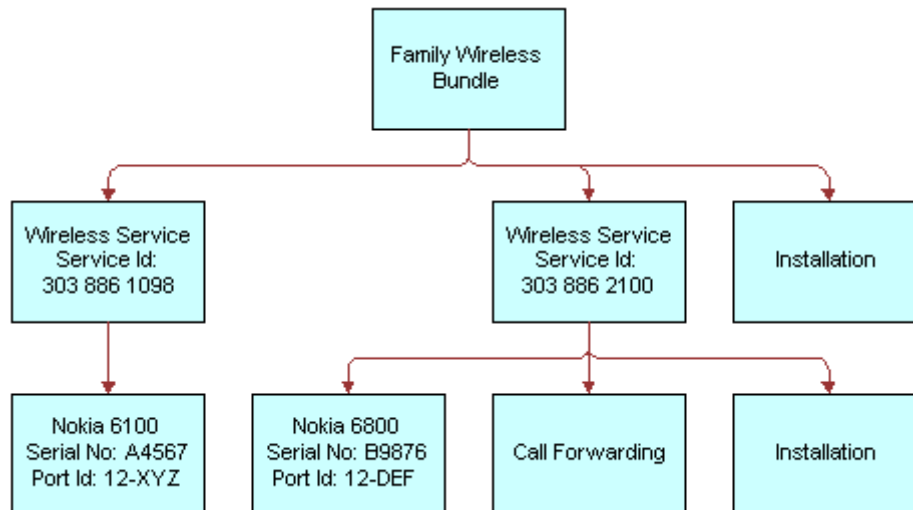 Family Wireless
Bundle
Wireless Service
Service Id:
303 886 1098
Wireless Service
Service Id:
303 886 2100
Installation
Nokia 6100
Serial No: A4567
Port Id: 12-XYZ
Nokia 6800
Serial No: B9876
Port Id: 12-DEF
Call Forwarding
Installation